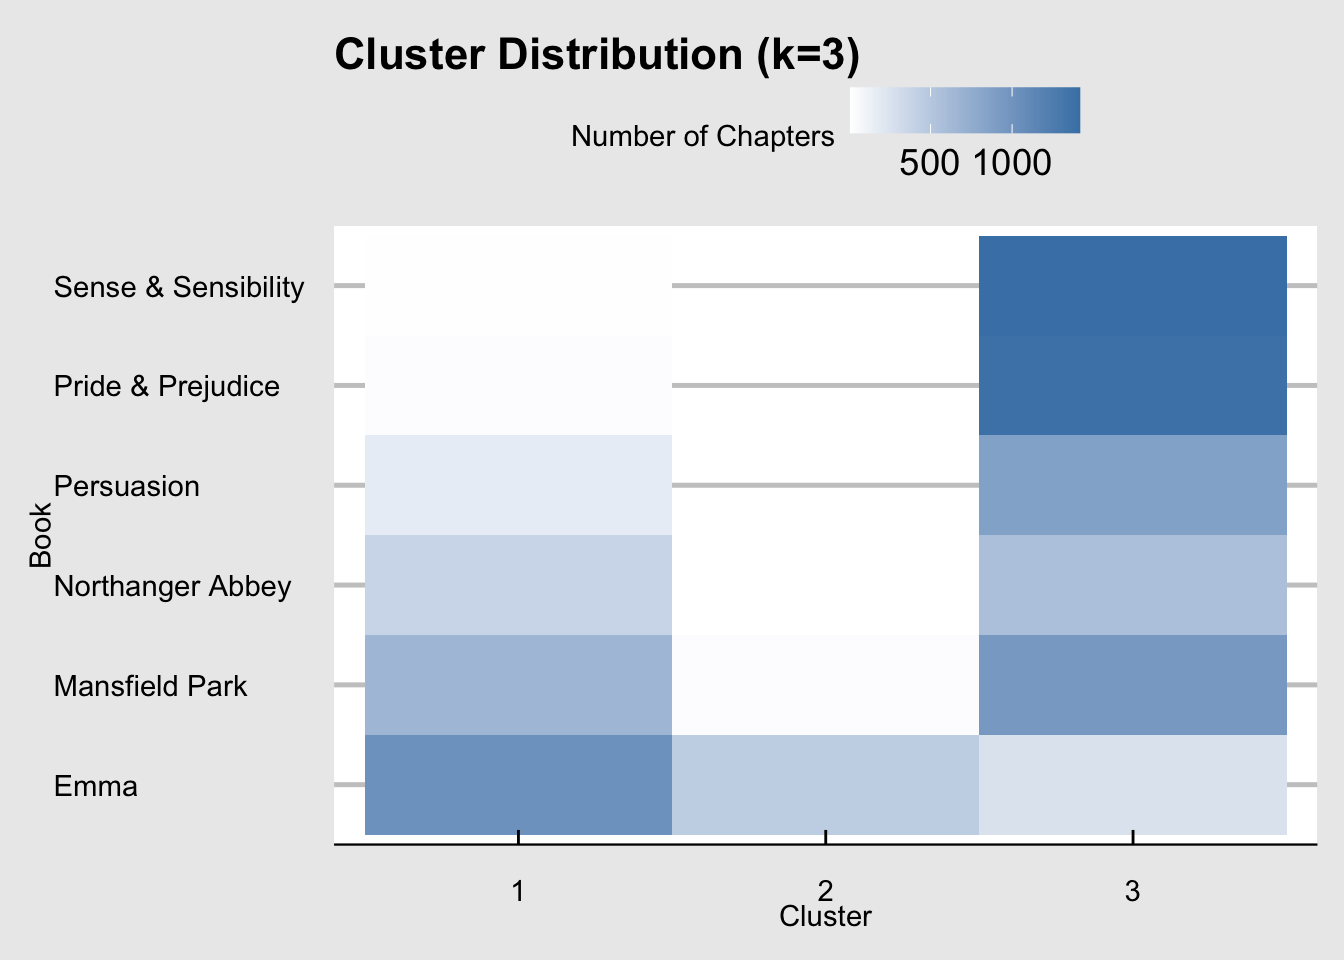 Cluster Distribution (k=3)
Number of Chapters
500 1000
Sense & Sensibility
Pride & Prejudice
Persuasion
Book
Northanger Abbey
Mansfield Park
Emma
1 2 3
Cluster